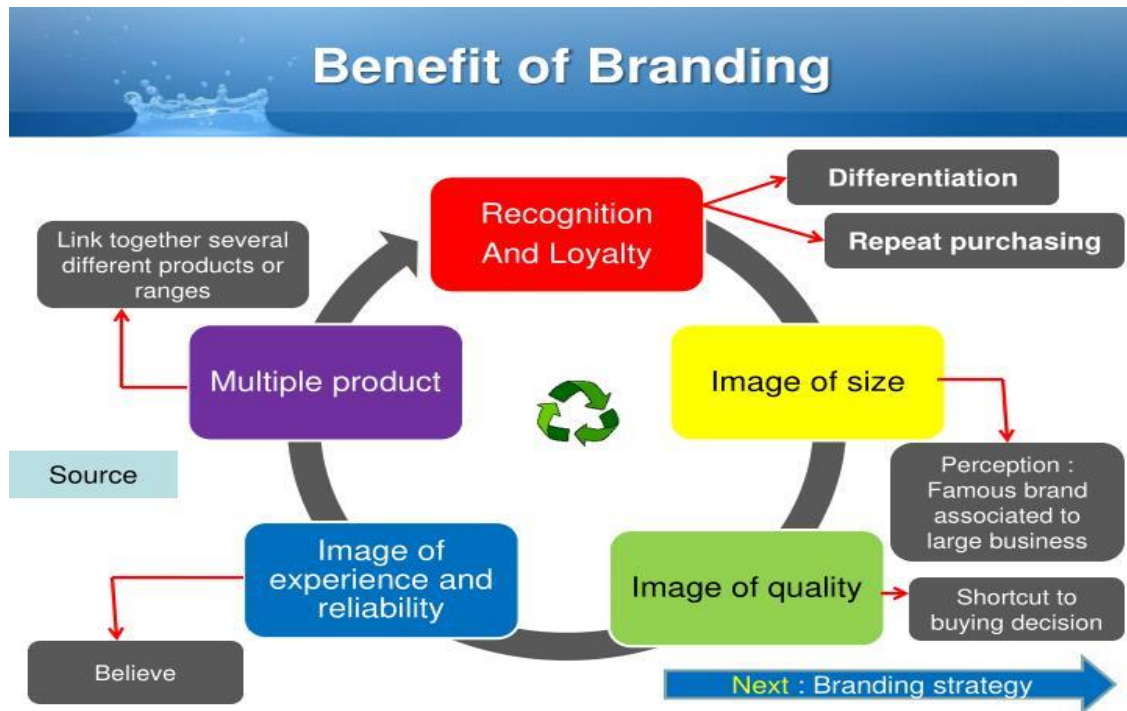 Benefit of Branding
Recognition
And Loyalty
Differentiation
Repeat purchasing
Image of size
Perception :
Famous brand
associated to
large business
Image of quality
Shortcut to
buying decision
Image of
experience and
reliability
Believe
Multiple product
Link together several
different products or
ranges
Source
Next : Branding strategy